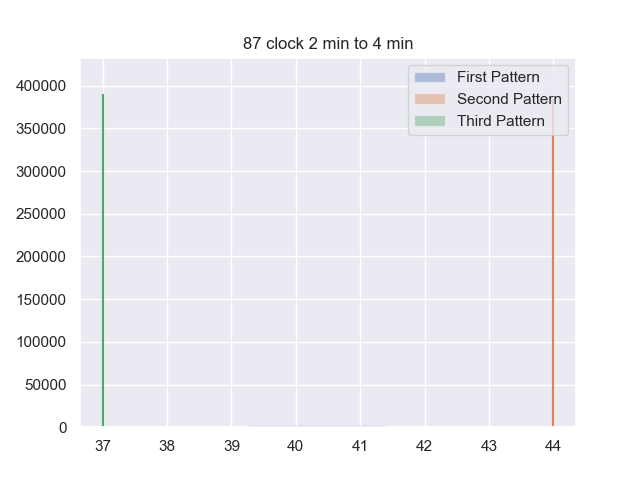 87 clock 2 min to 4 min
First Pattern
Second Pattern
Third Pattern
400000
350000
300000
250000
200000
150000
100000
50000
0
37 38 39 40 41 42 43 44